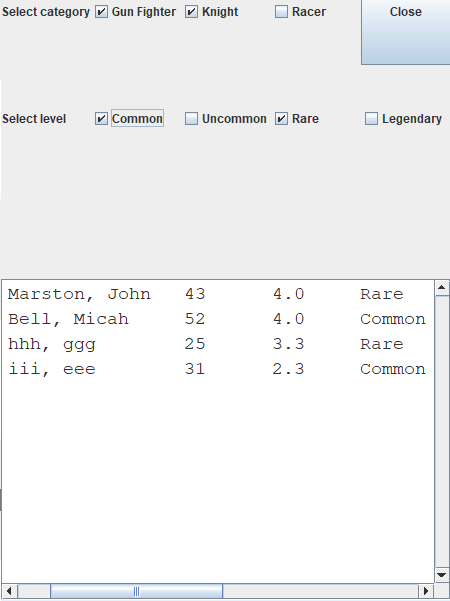 Select category Gun Fighter Knight Racer Close
Select level Common Uncommon Rare Legendary
Marston, John 43 4.0 Rare
Bell, Micah 52 4.0 Common
hhh, ggg 25 3.3 Rare
iii, eee 31 2.3 Common